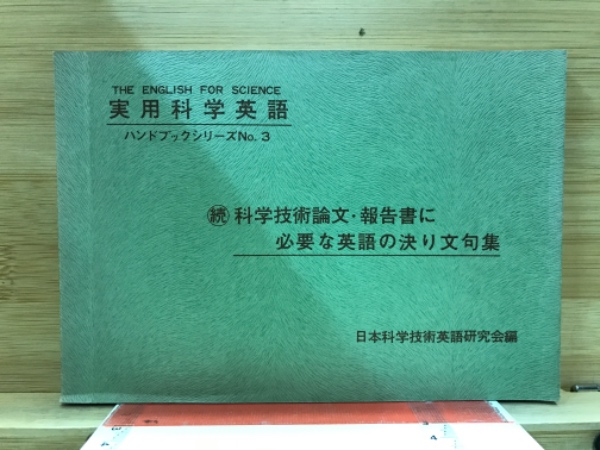 THE ENGLISH FOR SCIENCE
実用科学英語
ハンドブックシリーズNo. 3
続 科学技術論文・報告書に
必要な英語の決り文句集
日本科学技術英語研究会編